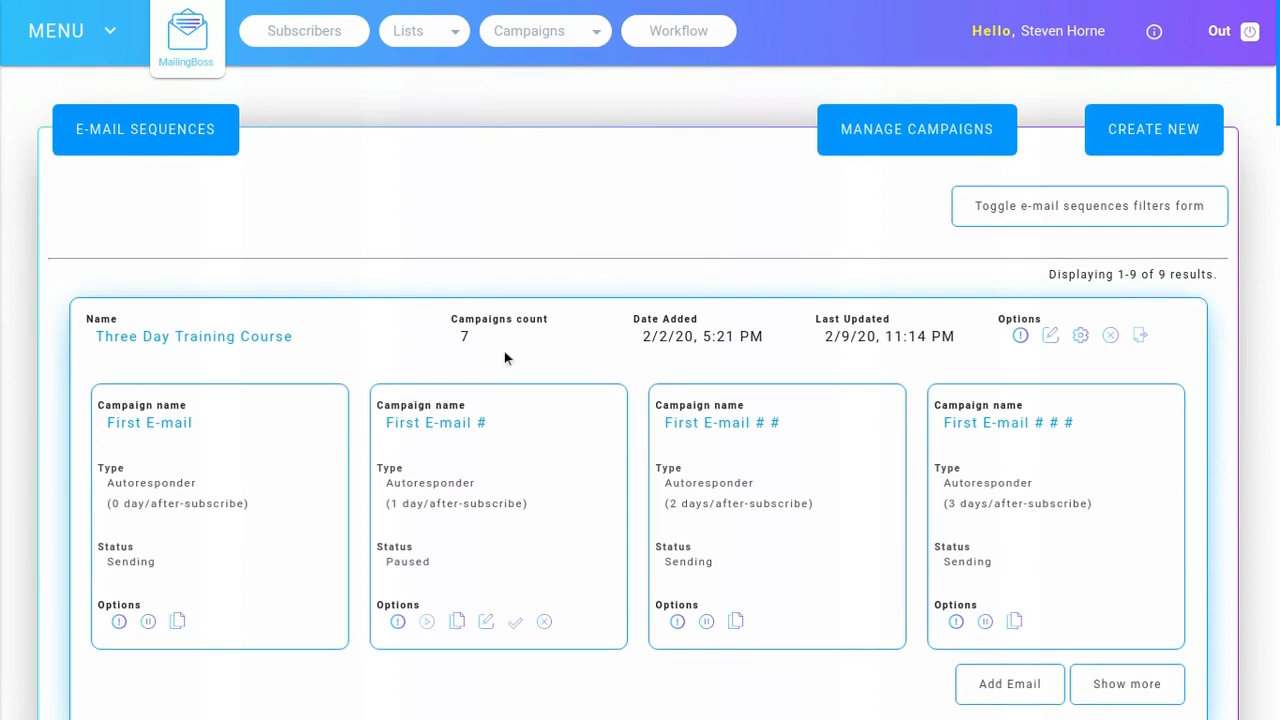 MENU
MailingBoss
Subscribers
Lists
Campaigns
Workflow
Hello, Steven Horne
Out
E-MAIL SEQUENCES
MANAGE CAMPAIGNS
CREATE NEW
Toggle e-mail sequences filters form
Displaying 1-9 of 9 results.
Name
Three Day Training Course
Campaigns count
7
Date Added
2/2/20, 5:21 PM
Last Updated
2/9/20, 11:14 PM
Options
Campaign name
First E-mail
Type
Autoresponder
(0 day/after-subscribe)
Status
Sending
Options
Campaign name
First E-mail #
Type
Autoresponder
(1 day/after-subscribe)
Status
Paused
Options
Campaign name
First E-mail # #
Type
Autoresponder
(2 days/after-subscribe)
Status
Sending
Options
Campaign name
First E-mail # # #
Type
Autoresponder
(3 days/after-subscribe)
Status
Sending
Options
Add Email
Show more